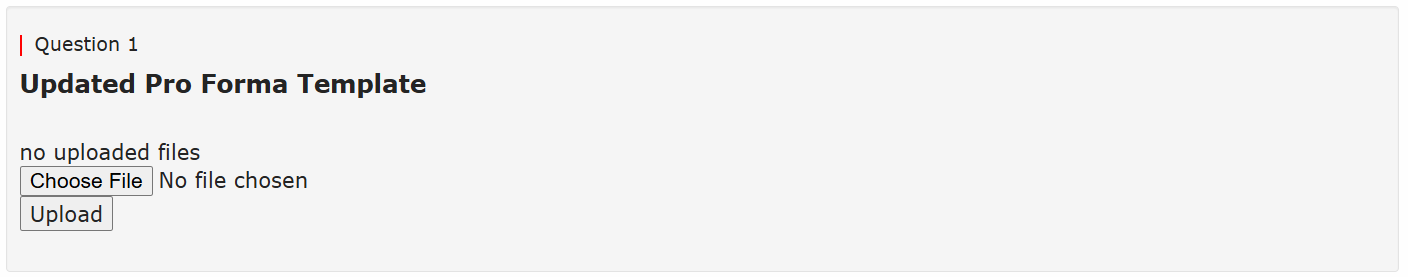 Question 1
Updated Pro Forma Template
no uploaded files
Choose File No file chosen
Upload